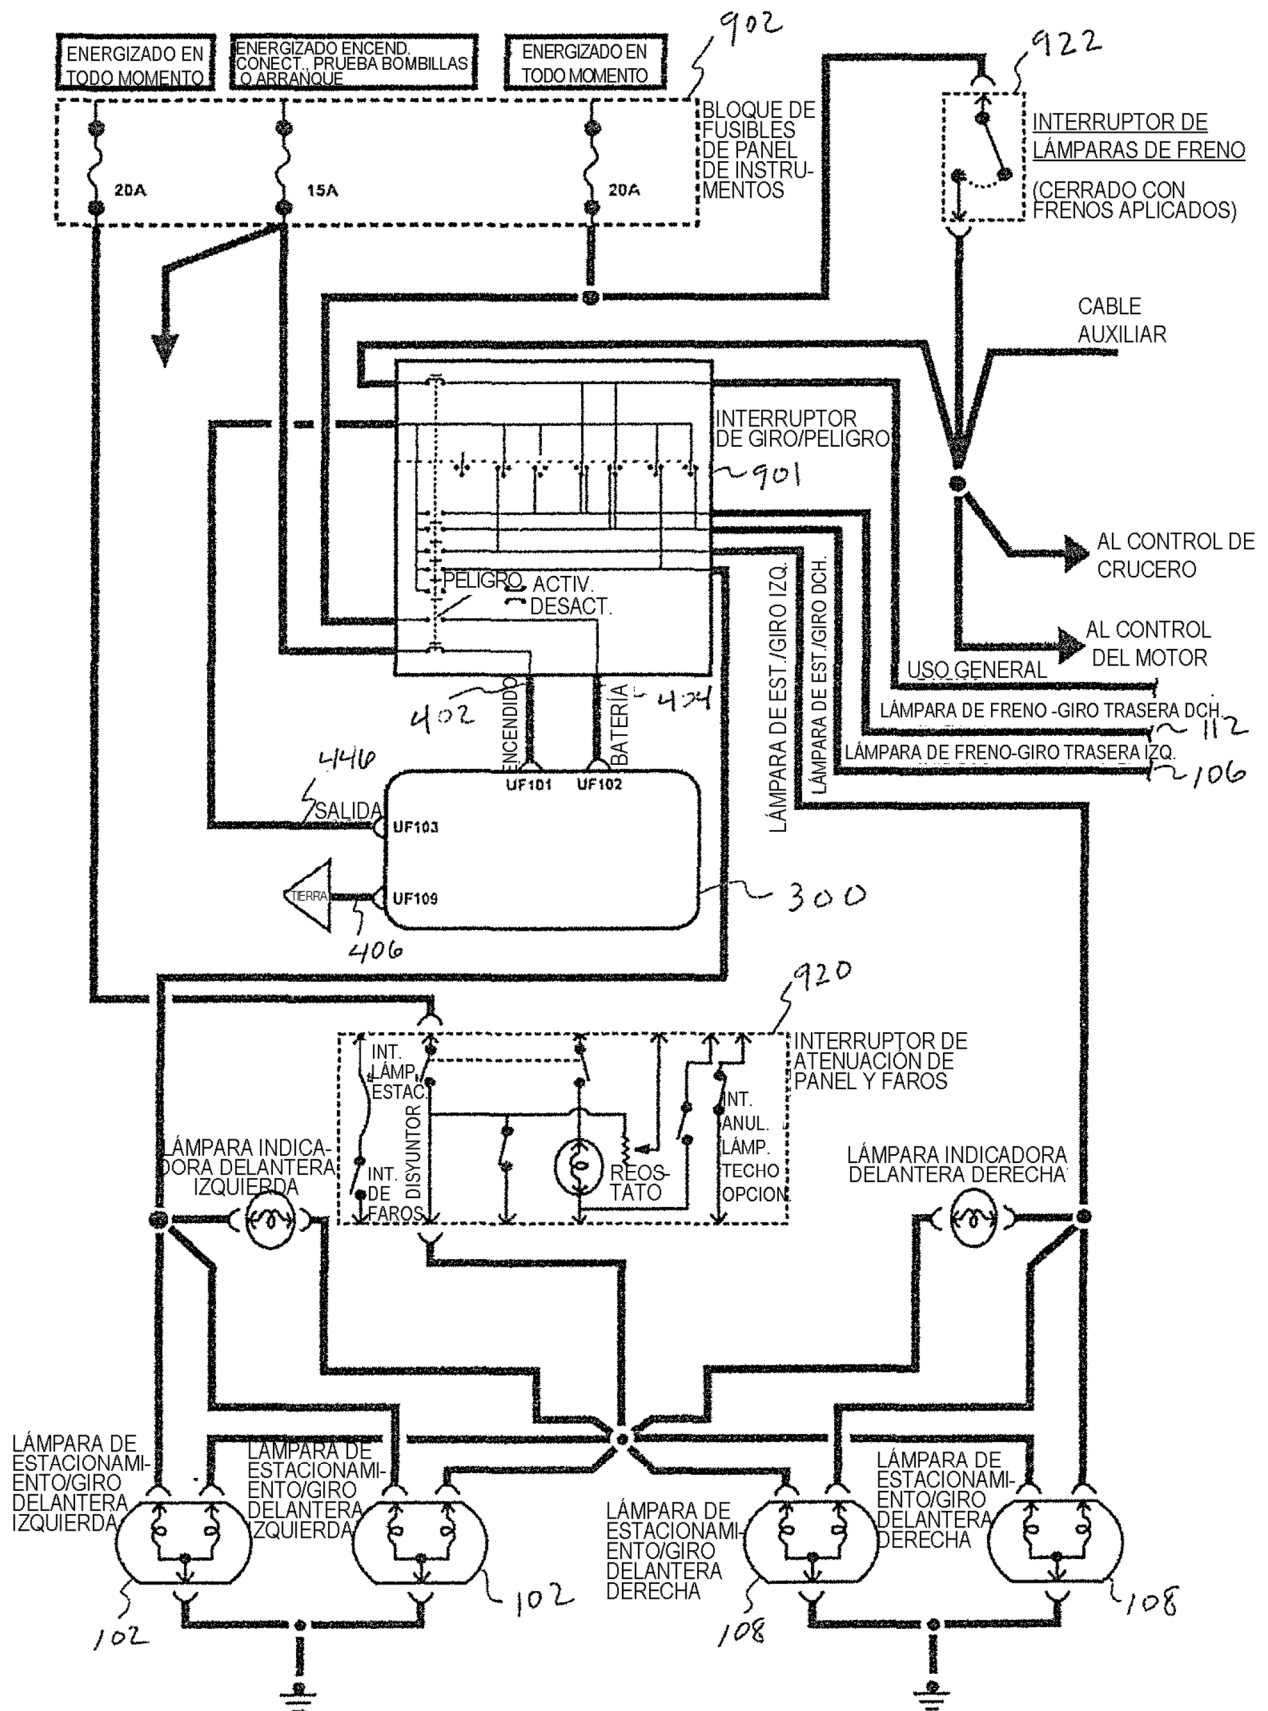 902
922
ENERGIZADO EN
TODO MOMENTO
ENERGIZADO ENCEND.
CONECT., PRUEBA BOMBILLAS
O ARRANQUE
ENERGIZADO EN
TODO MOMENTO
BLOQUE DE
FUSIBLES
DE PANEL
DE INSTRU-
MENTOS
20A
15A
20A
INTERRUPTOR DE
LÁMPARAS DE FRENO
(CERRADO CON
FRENOS APLICADOS)
CABLE
AUXILIAR
INTERRUPTOR
DE GIRO/PELIGRO
901
PELIGRO
ACTIV.
DESACT.
AL CONTROL DE
CRUCERO
AL CONTROL
DEL MOTOR
USO GENERAL
LÁMPARA DE FRENO -GIRO TRASERA DCH.
112
LÁMPARA DE FRENO-GIRO TRASERA IZQ.
106
LÁMPARA DE EST./GIRO IZQ.
LÁMPARA DE EST./GIRO DCH.
402
ENCENDIDO
BATERÍA
404
446
SALIDA
UF101
UF102
UF103
UF109
TIERRA
406
300
920
INTERRUPTOR DE
ATENUACIÓN DE
PANEL Y FAROS
INT.
LÁMP.
ESTAC.
DISYUNTOR
INT.
DE
FAROS
REOS-
TATO
INT.
ANUL.
LÁMP.
TECHO
OPCION.
LÁMPARA INDICA-
DORA DELANTERA
IZQUIERDA
LÁMPARA INDICADORA
DELANTERA DERECHA
LÁMPARA DE
ESTACIONAMI-
ENTO/GIRO
DELANTERA
IZQUIERDA
LÁMPARA DE
ESTACIONAMI-
ENTO/GIRO
DELANTERA
IZQUIERDA
LÁMPARA DE
ESTACIONAMI-
ENTO/GIRO
DELANTERA
DERECHA
LÁMPARA DE
ESTACIONAMI-
ENTO/GIRO
DELANTERA
DERECHA
102
102
108
108